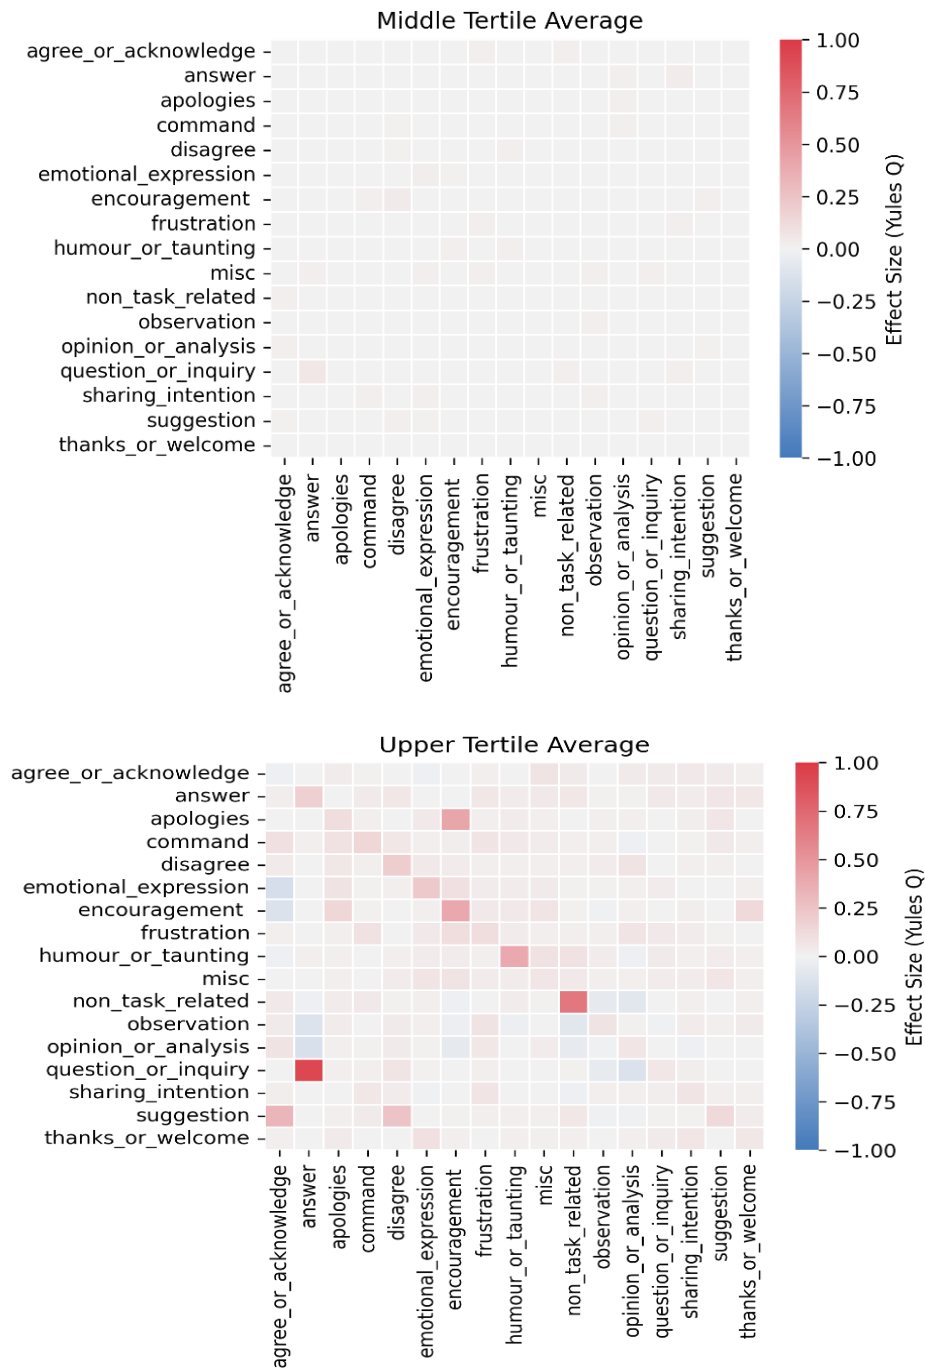 Middle Tertile Average
agree_or_acknowledge
answer
apologies
command
disagree
emotional_expression
encouragement
frustration
humour_or_taunting
misc
non_task_related
observation
opinion_or_analysis
question_or_inquiry
sharing_intention
suggestion
thanks_or_welcome
agree_or_acknowledge
answer
apologies
command
disagree
emotional_expression
encouragement
frustration
humour_or_taunting
misc
non_task_related
observation
opinion_or_analysis
question_or_inquiry
sharing_intention
suggestion
thanks_or_welcome
1.00
0.75
0.50
0.25
0.00
−0.25
−0.50
−0.75
−1.00
Effect Size (Yules Q)
Upper Tertile Average
agree_or_acknowledge
answer
apologies
command
disagree
emotional_expression
encouragement
frustration
humour_or_taunting
misc
non_task_related
observation
opinion_or_analysis
question_or_inquiry
sharing_intention
suggestion
thanks_or_welcome
agree_or_acknowledge
answer
apologies
command
disagree
emotional_expression
encouragement
frustration
humour_or_taunting
misc
non_task_related
observation
opinion_or_analysis
question_or_inquiry
sharing_intention
suggestion
thanks_or_welcome
1.00
0.75
0.50
0.25
0.00
−0.25
−0.50
−0.75
−1.00
Effect Size (Yules Q)